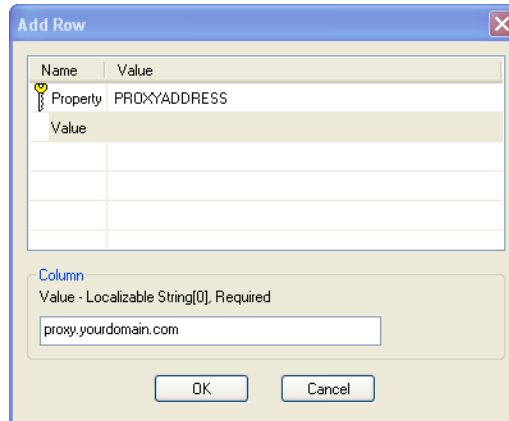 Add Row
Name Value
Property PROXYADDRESS
Value
Column
Value - Localizable String[0], Required
proxy.yourdomain.com
OK Cancel